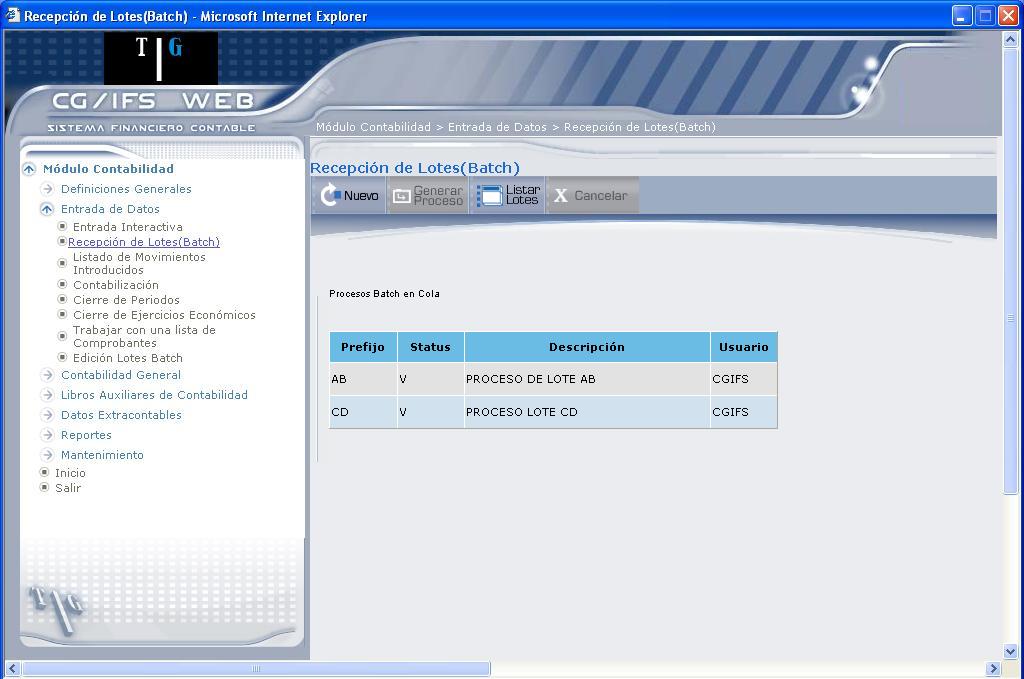 Recepción de Lotes(Batch) - Microsoft Internet Explorer
T G
CG/IFS WEB
SISTEMA FINANCIERO CONTABLE
Módulo Contabilidad > Entrada de Datos > Recepción de Lotes(Batch)
Módulo Contabilidad
Definiciones Generales
Entrada de Datos
Entrada Interactiva
Recepción de Lotes(Batch)
Listado de Movimientos
Introducidos
Contabilización
Cierre de Periodos
Cierre de Ejercicios Económicos
Trabajar con una lista de
Comprobantes
Edición Lotes Batch
Contabilidad General
Libros Auxiliares de Contabilidad
Datos Extracontables
Reportes
Mantenimiento
Inicio
Salir
T G
Recepción de Lotes(Batch)
Nuevo
Generar
Proceso
Listar
Lotes
X Cancelar
Procesos Batch en Cola
Prefijo Status Descripción Usuario
AB V PROCESO DE LOTE AB CGIFS
CD V PROCESO LOTE CD CGIFS